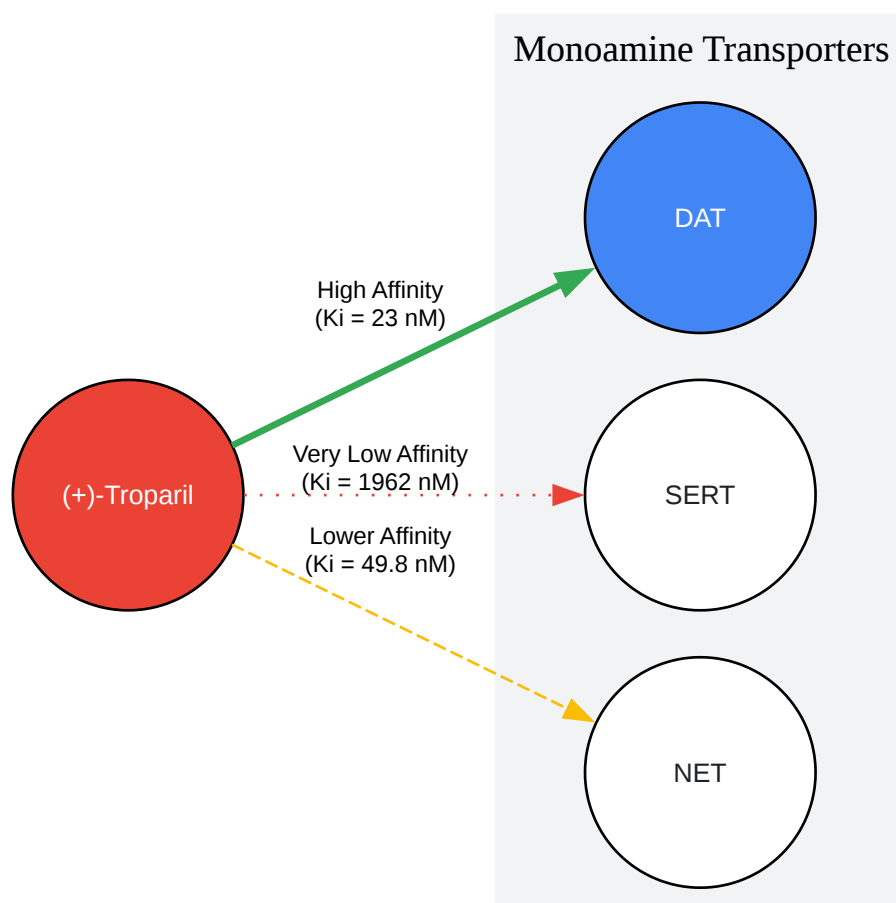 Monoamine Transporters
DAT
High Affinity
(Ki = 23 nM)
Very Low Affinity
(Ki = 1962 nM)
(+)-Troparil
SERT
Lower Affinity
(Ki = 49.8 nM)
NET